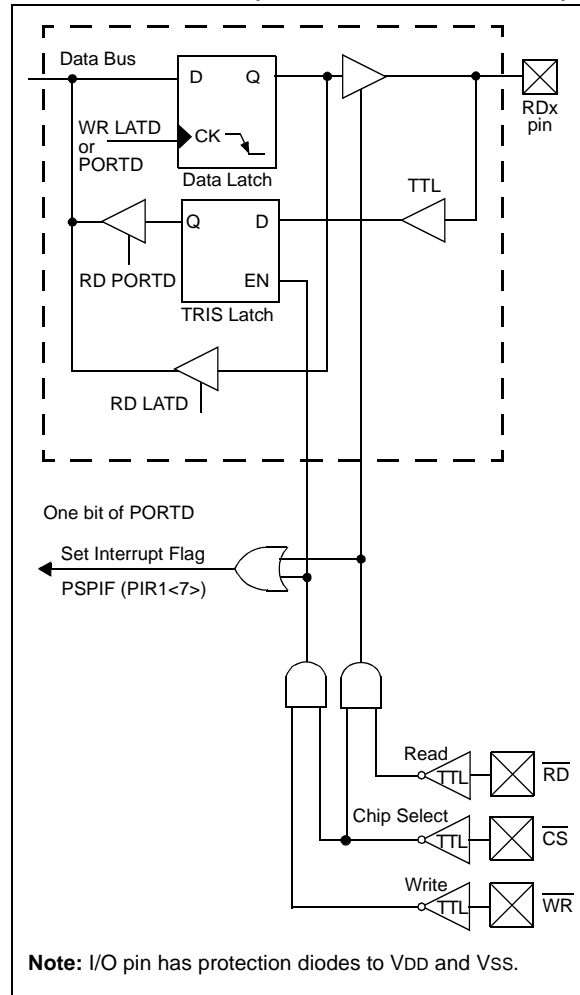 Data Bus
D Q
RDx
pin
WR LATD
or
PORTD
CK
Data Latch
TTL
Q D
RD PORTD
EN
TRIS Latch
RD LATD
One bit of PORTD
Set Interrupt Flag
PSPIF (PIR1<7>)
Read
TTL
RD
Chip Select
TTL
CS
Write
TTL
WR
Note: I/O pin has protection diodes to VDD and VSS.